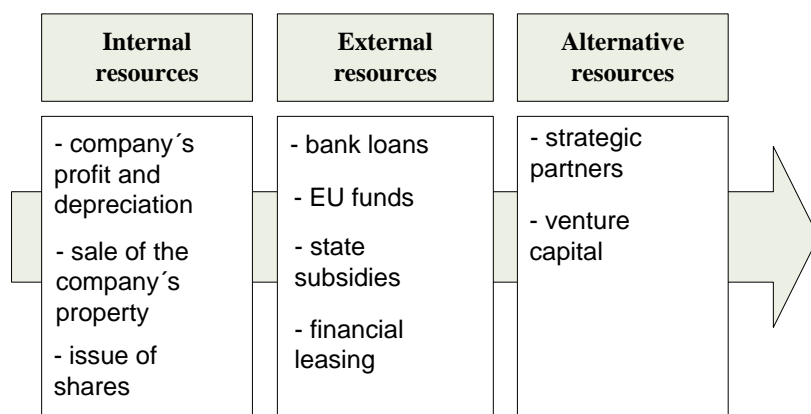 Internal
resources
External
resources
Alternative
resources
- company´s
profit and
depreciation
- sale of the
company´s
property
- issue of
shares
- bank loans
- EU funds
- state
subsidies
- financial
leasing
- strategic
partners
- venture
capital